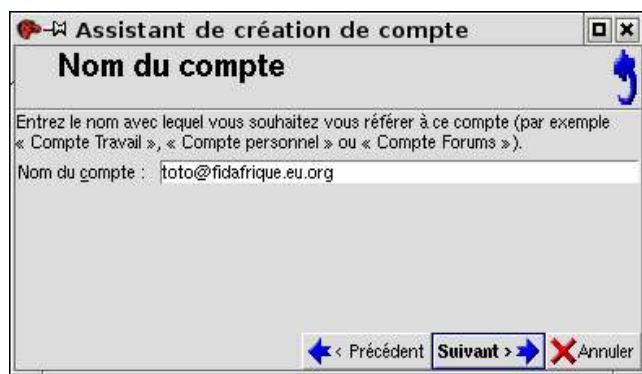 Assistant de création de compte
Nom du compte
Entrez le nom avec lequel vous souhaitez vous référer à ce compte (par exemple
« Compte Travail », « Compte personnel » ou « Compte Forums »).
Nom du compte : toto@fidafrique.eu.org
< Précédent Suivant > Annuler